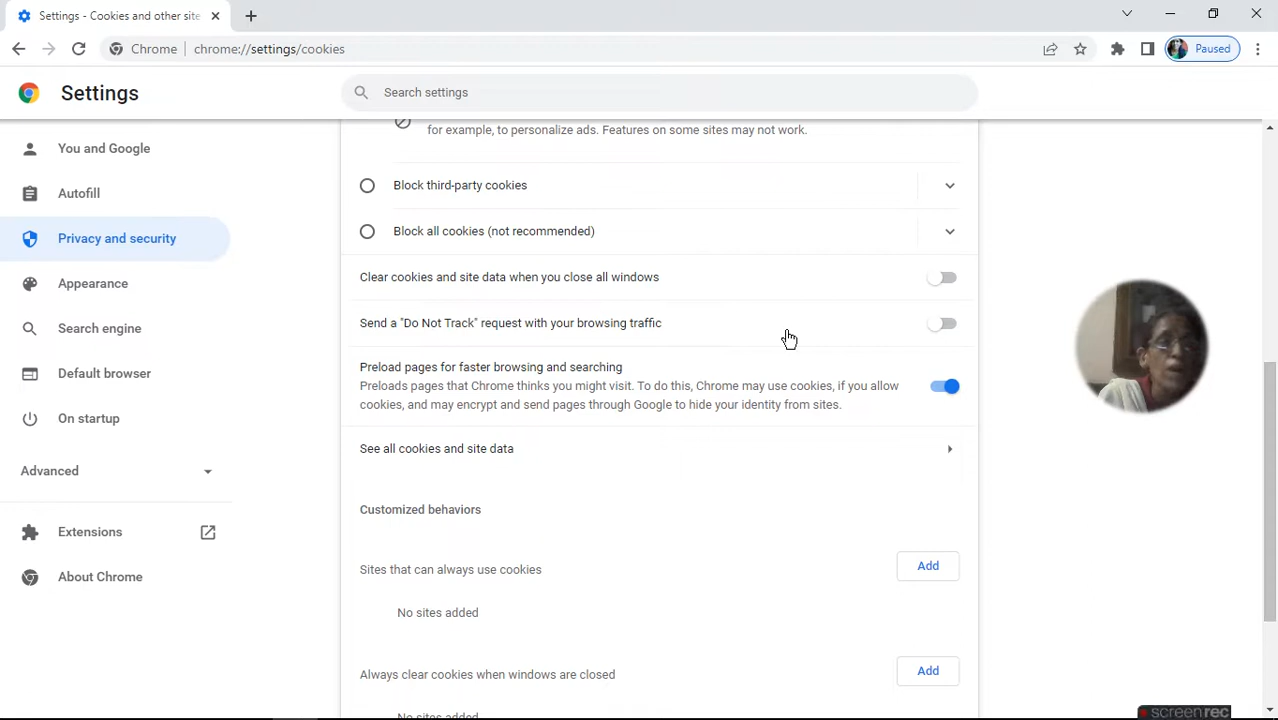 Settings - Cookies and other site
Chrome
chrome://settings/cookies
Paused
Settings
Search settings
You and Google
Autofill
Privacy and security
Appearance
Search engine
Default browser
On startup
Advanced
Extensions
About Chrome
for example, to personalize ads. Features on some sites may not work.
Block third-party cookies
Block all cookies (not recommended)
Clear cookies and site data when you close all windows
Send a "Do Not Track" request with your browsing traffic
Preload pages for faster browsing and searching
Preloads pages that Chrome thinks you might visit. To do this, Chrome may use cookies, if you allow
cookies, and may encrypt and send pages through Google to hide your identity from sites.
See all cookies and site data
Customized behaviors
Sites that can always use cookies
Add
No sites added
Always clear cookies when windows are closed
Add
No sites added
screenrec